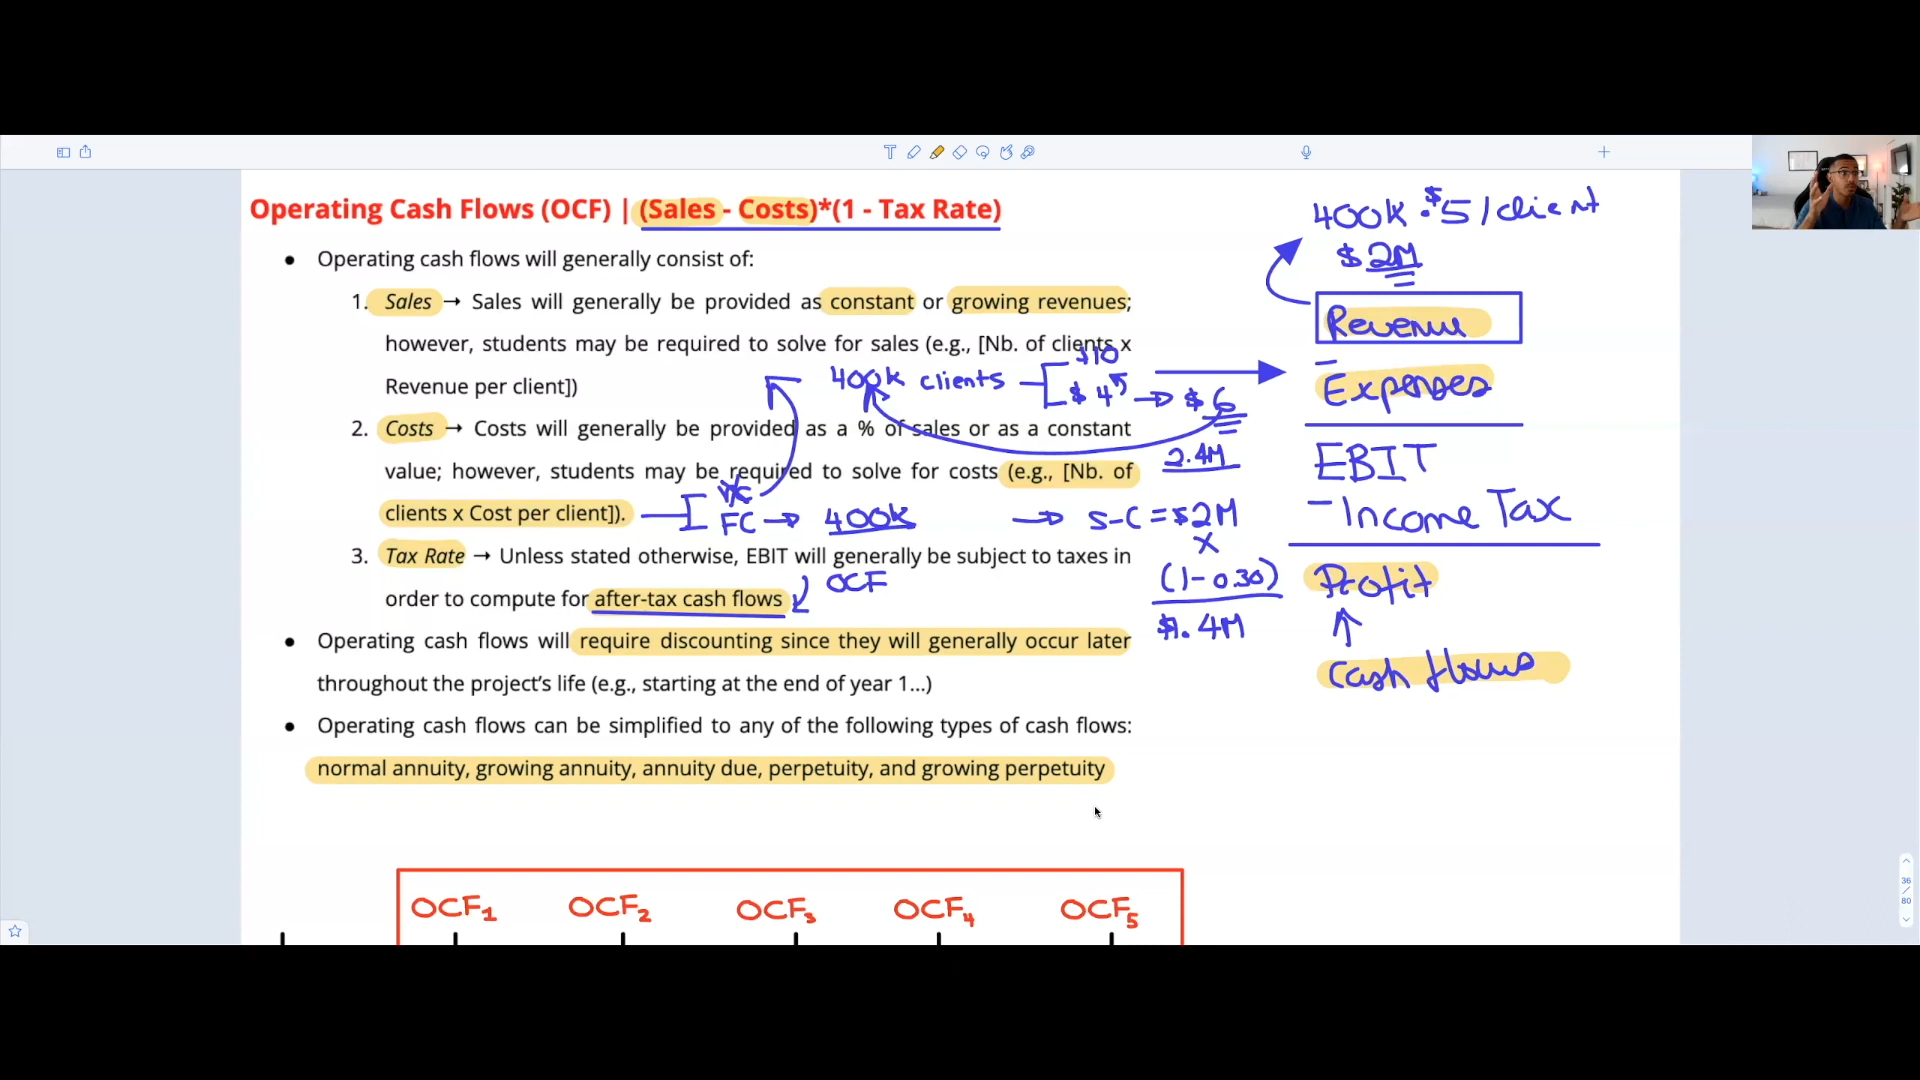 Operating Cash Flows (OCF) | (Sales - Costs)*(1 - Tax Rate)
● Operating cash flows will generally consist of:
1. Sales → Sales will generally be provided as constant or growing revenues;
however, students may be required to solve for sales (e.g., [Nb. of clients x
Revenue per client])
2. Costs → Costs will generally be provided as a % of sales or as a constant
value; however, students may be required to solve for costs (e.g., [Nb. of
clients x Cost per client]).
3. Tax Rate → Unless stated otherwise, EBIT will generally be subject to taxes in
order to compute for after-tax cash flows
● Operating cash flows will require discounting since they will generally occur later
throughout the project's life (e.g., starting at the end of year 1...)
● Operating cash flows can be simplified to any of the following types of cash flows:
normal annuity, growing annuity, annuity due, perpetuity, and growing perpetuity
400K clients
$10
$4 → $6
2.4M
VC
FC → 400K
→ S-C = $2M
x
(1-0.30)
$1.4M
OCF
400K · $5 / client
$2M
Revenue
- Expenses
EBIT
- Income Tax
Profit
↑
Cash flows
OCF1 OCF2 OCF3 OCF4 OCF5
36
/
80